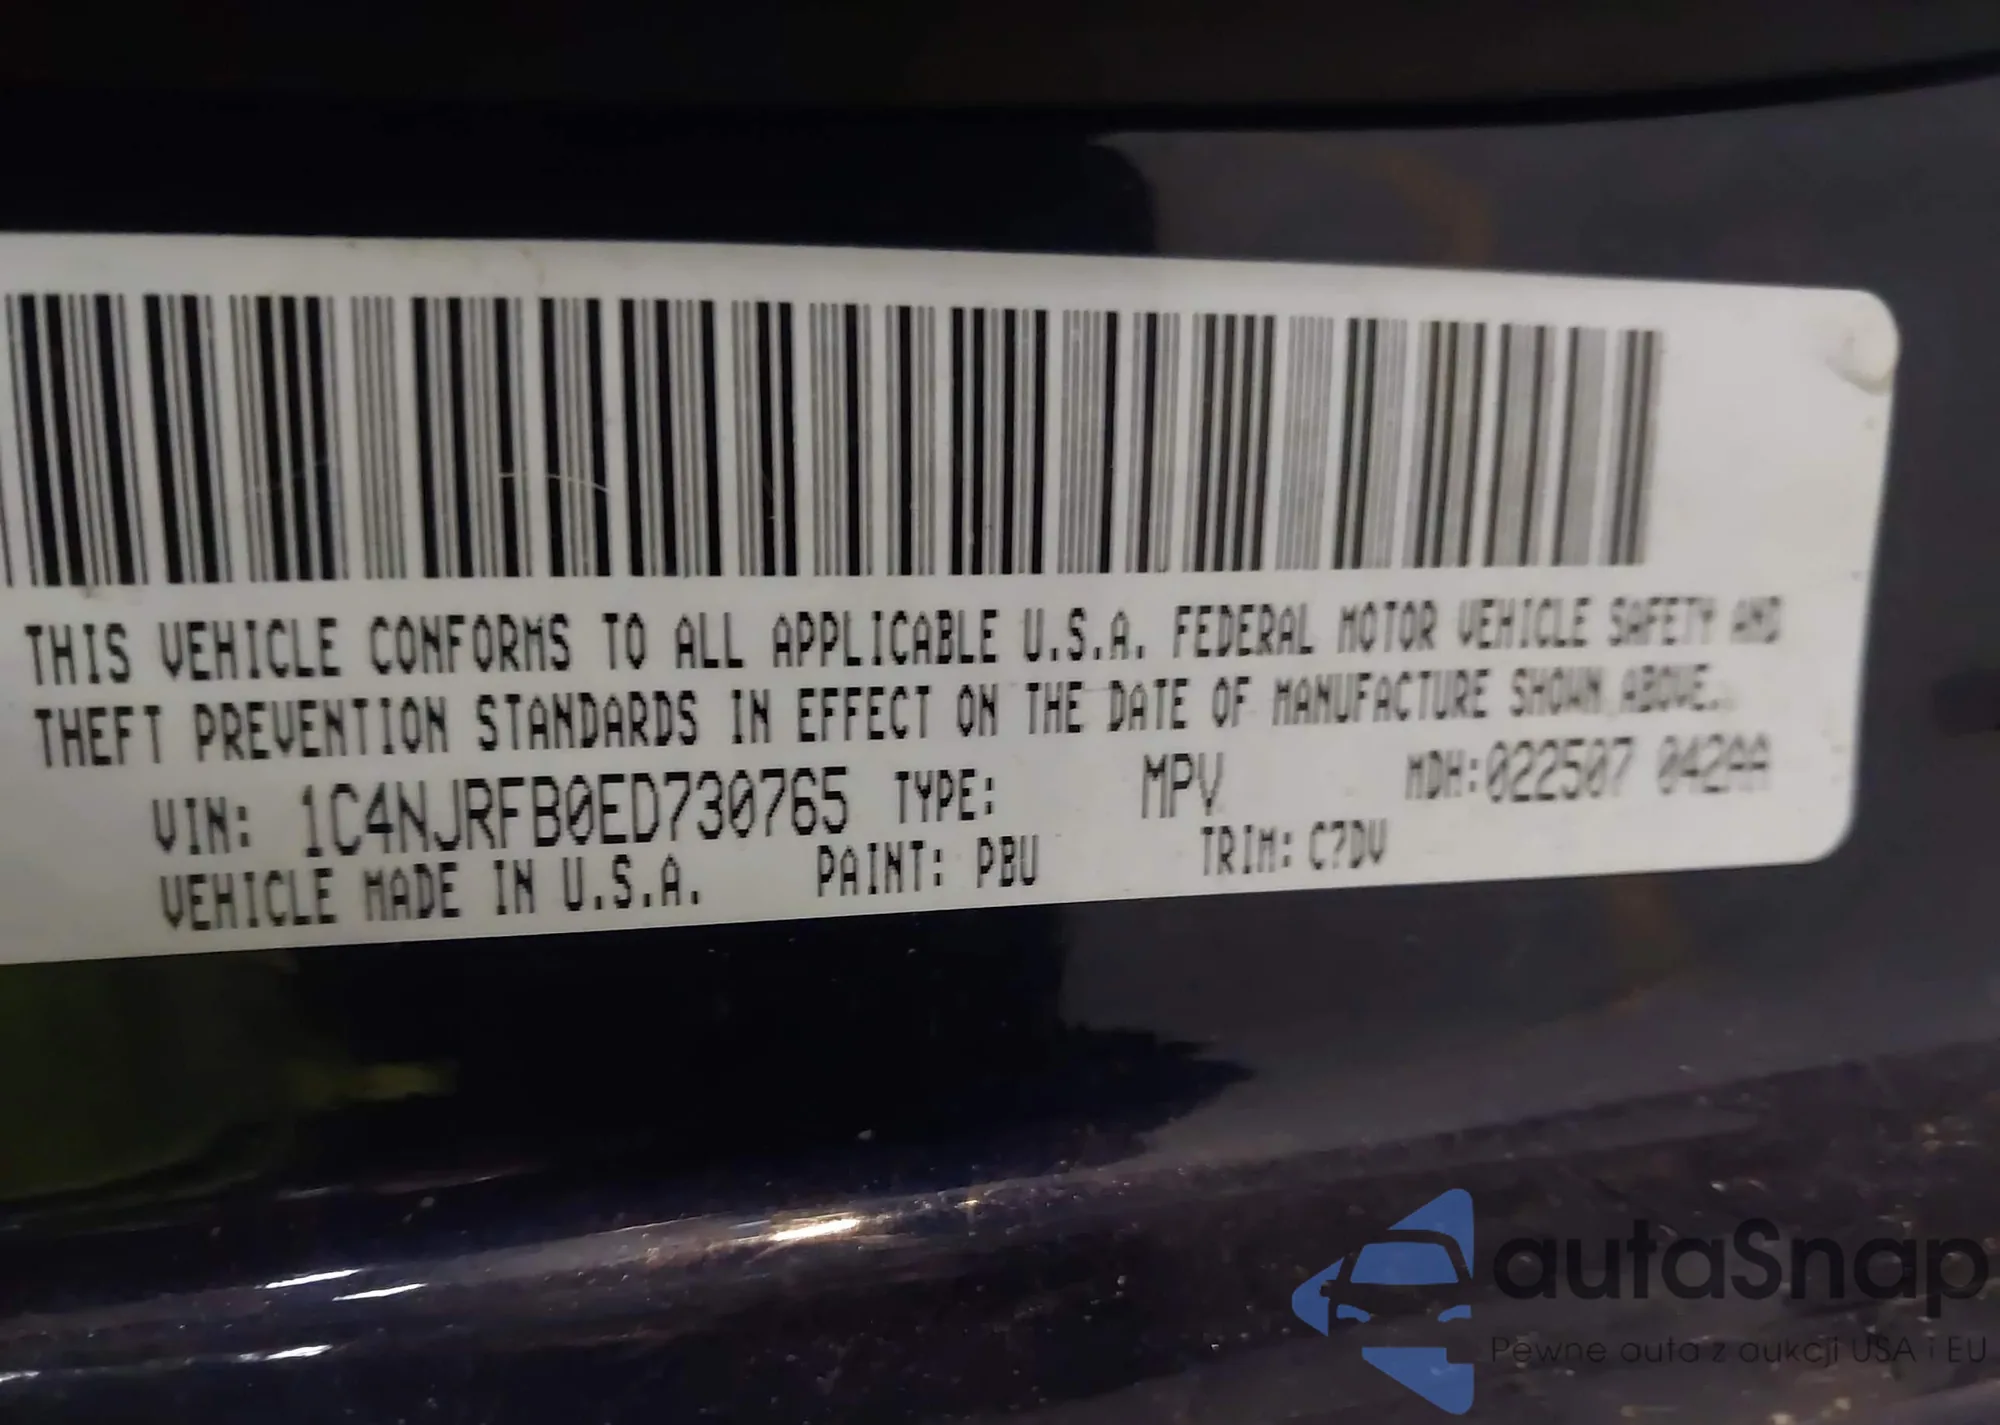 THIS VEHICLE CONFORMS TO ALL APPLICABLE U.S.A. FEDERAL MOTOR VEHICLE SAFETY AND
THEFT PREVENTION STANDARDS IN EFFECT ON THE DATE OF MANUFACTURE SHOWN ABOVE.
VIN: 1C4NJRFB0ED730765 TYPE: MPV MDH:022507 042AA
VEHICLE MADE IN U.S.A. PAINT: PBU TRIM: C7DV
autaSnap
Pewne auta z aukcji USA i EU